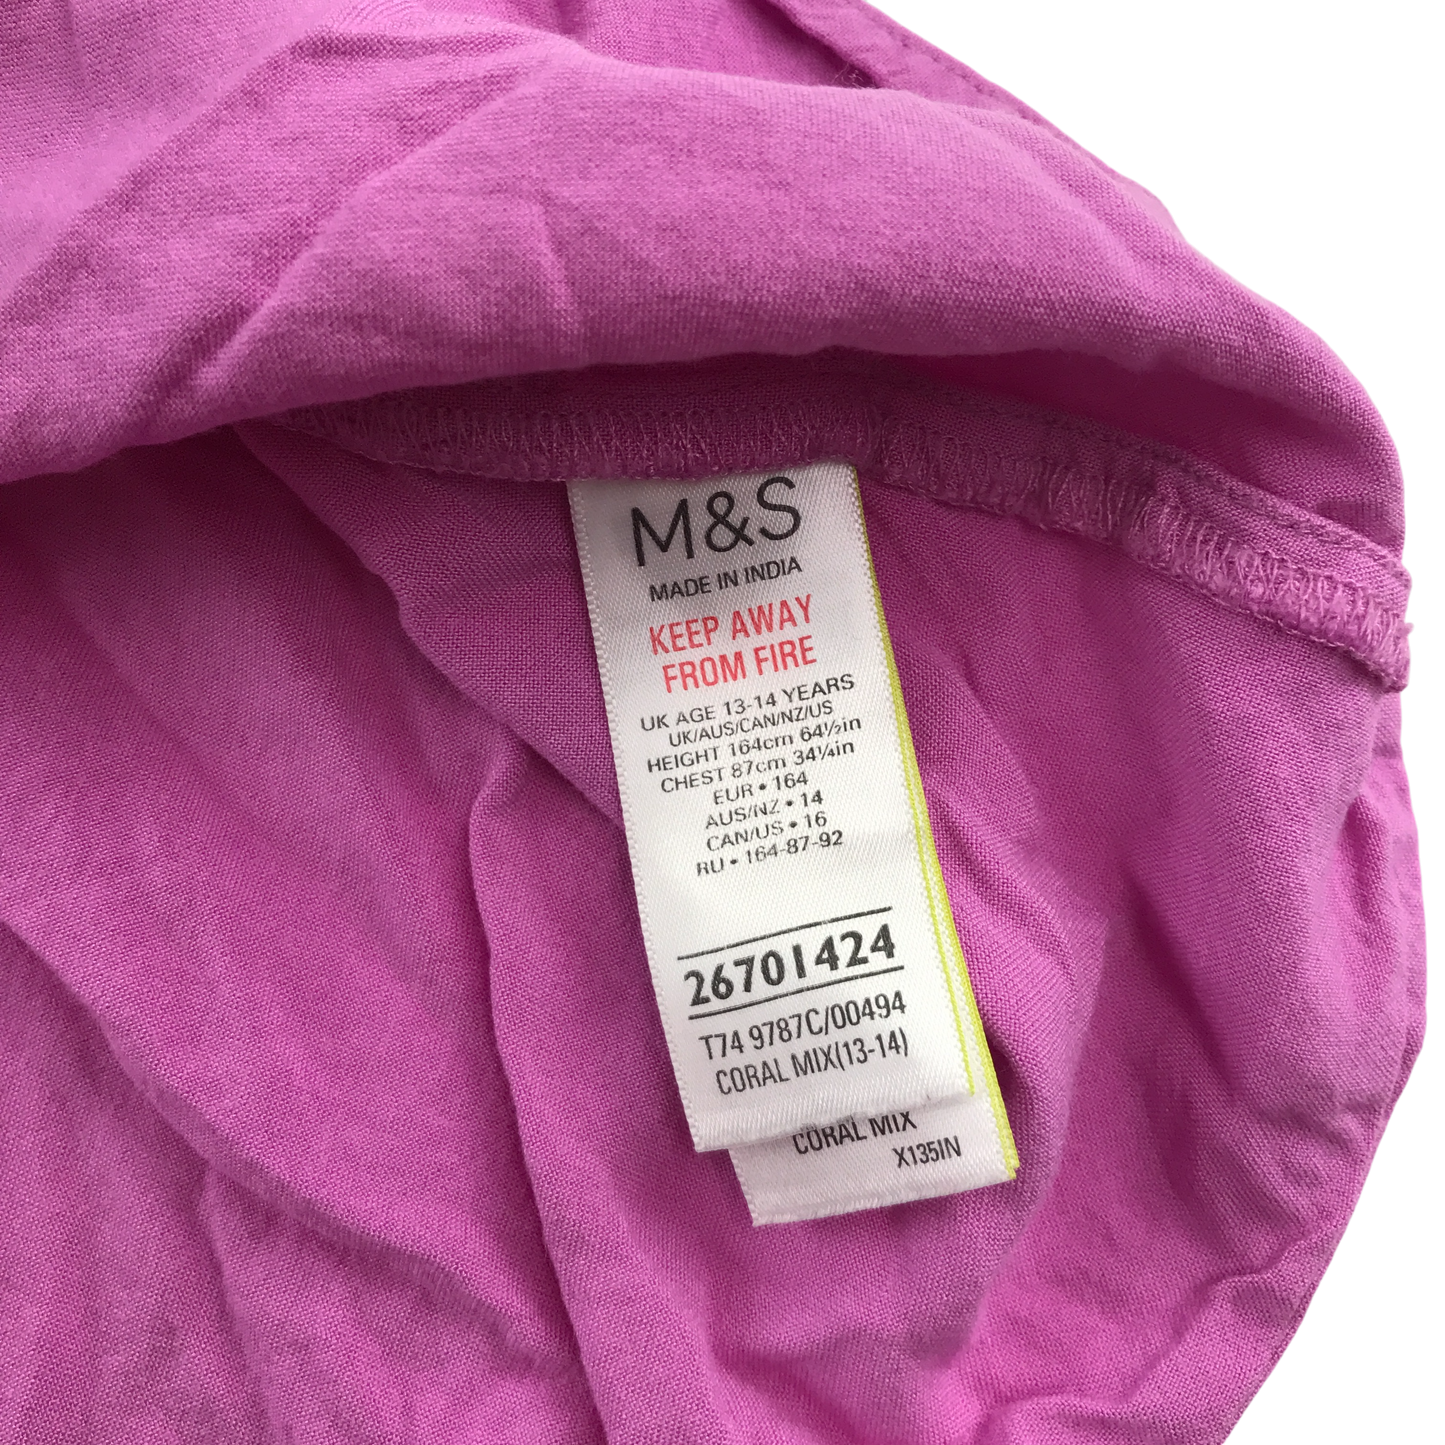 M&S
MADE IN INDIA
KEEP AWAY
FROM FIRE
UK AGE 13-14 YEARS
UK/AUS/CAN/NZ/US
HEIGHT 164cm 64½in
CHEST 87cm 34¼in
EUR • 164
AUS/NZ • 14
CAN/US • 16
RU • 164-87-92
26701424
T74 9787C/00494
CORAL MIX(13-14)
CORAL MIX
X135IN